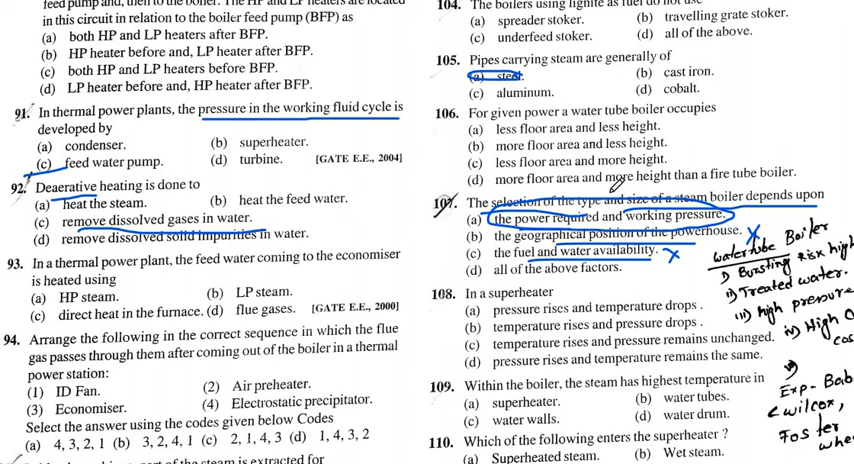 feed pump and, then to the boiler. The HP and LP heaters are located
in this circuit in relation to the boiler feed pump (BFP) as
(a) both HP and LP heaters after BFP.
(b) HP heater before and, LP heater after BFP.
(c) both HP and LP heaters before BFP.
(d) LP heater before and, HP heater after BFP.
91. In thermal power plants, the pressure in the working fluid cycle is
developed by
(a) condenser. (b) superheater.
(c) feed water pump. (d) turbine. [GATE E.E., 2004]
92. Deaerative heating is done to
(a) heat the steam. (b) heat the feed water.
(c) remove dissolved gases in water.
(d) remove dissolved solid impurities in water.
93. In a thermal power plant, the feed water coming to the economiser
is heated using
(a) HP steam. (b) LP steam.
(c) direct heat in the furnace. (d) flue gases. [GATE E.E., 2000]
94. Arrange the following in the correct sequence in which the flue
gas passes through them after coming out of the boiler in a thermal
power station:
(1) ID Fan. (2) Air preheater.
(3) Economiser. (4) Electrostatic precipitator.
Select the answer using the codes given below Codes
(a) 4, 3, 2, 1 (b) 3, 2, 4, 1 (c) 2, 1, 4, 3 (d) 1, 4, 3, 2
of the steam is extracted for
104. The boilers using lignite as fuel do not use
(a) spreader stoker. (b) travelling grate stoker.
(c) underfeed stoker. (d) all of the above.
105. Pipes carrying steam are generally of
(a) steel. (b) cast iron.
(c) aluminum. (d) cobalt.
106. For given power a water tube boiler occupies
(a) less floor area and less height.
(b) more floor area and less height.
(c) less floor area and more height.
(d) more floor area and more height than a fire tube boiler.
107. The selection of the type and size of a steam boiler depends upon
(a) the power required and working pressure.
(b) the geographical position of the powerhouse. X
(c) the fuel and water availability. X
(d) all of the above factors.
108. In a superheater
(a) pressure rises and temperature drops .
(b) temperature rises and pressure drops .
(c) temperature rises and pressure remains unchanged.
(d) pressure rises and temperature remains the same.
109. Within the boiler, the steam has highest temperature in
(a) superheater. (b) water tubes.
(c) water walls. (d) water drum.
110. Which of the following enters the superheater ?
(a) Superheated steam. (b) Wet steam.
water tube Boiler
i) Bursting Risk high
ii) Treated water.
iii) high pressure
iv) High
v)
Exp- Bab
wilcox,
Foster
whe